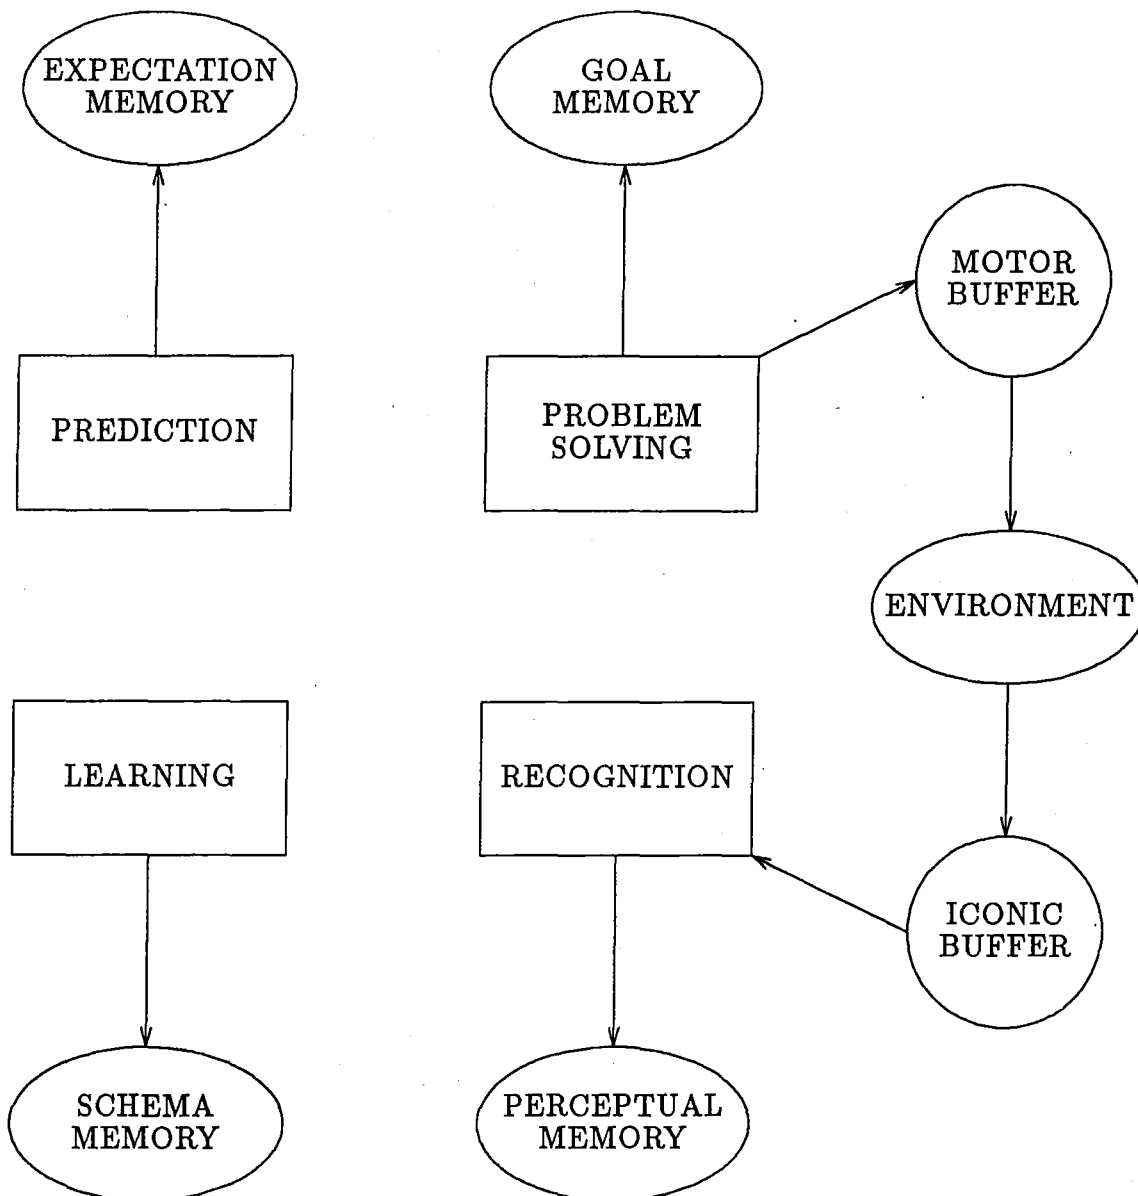 EXPECTATION
MEMORY
GOAL
MEMORY
MOTOR
BUFFER
PREDICTION
PROBLEM
SOLVING
ENVIRONMENT
LEARNING
RECOGNITION
ICONIC
BUFFER
SCHEMA
MEMORY
PERCEPTUAL
MEMORY